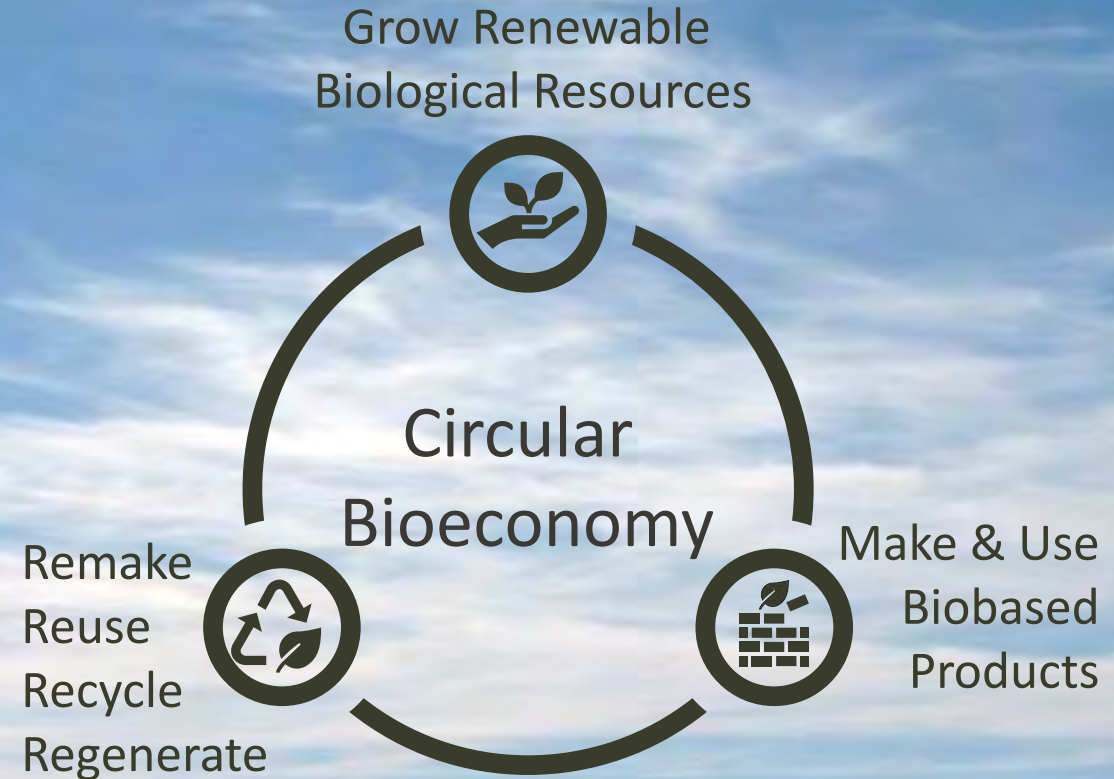 Grow Renewable
Biological Resources
Circular
Bioeconomy
Make & Use
Biobased
Products
Remake
Reuse
Recycle
Regenerate